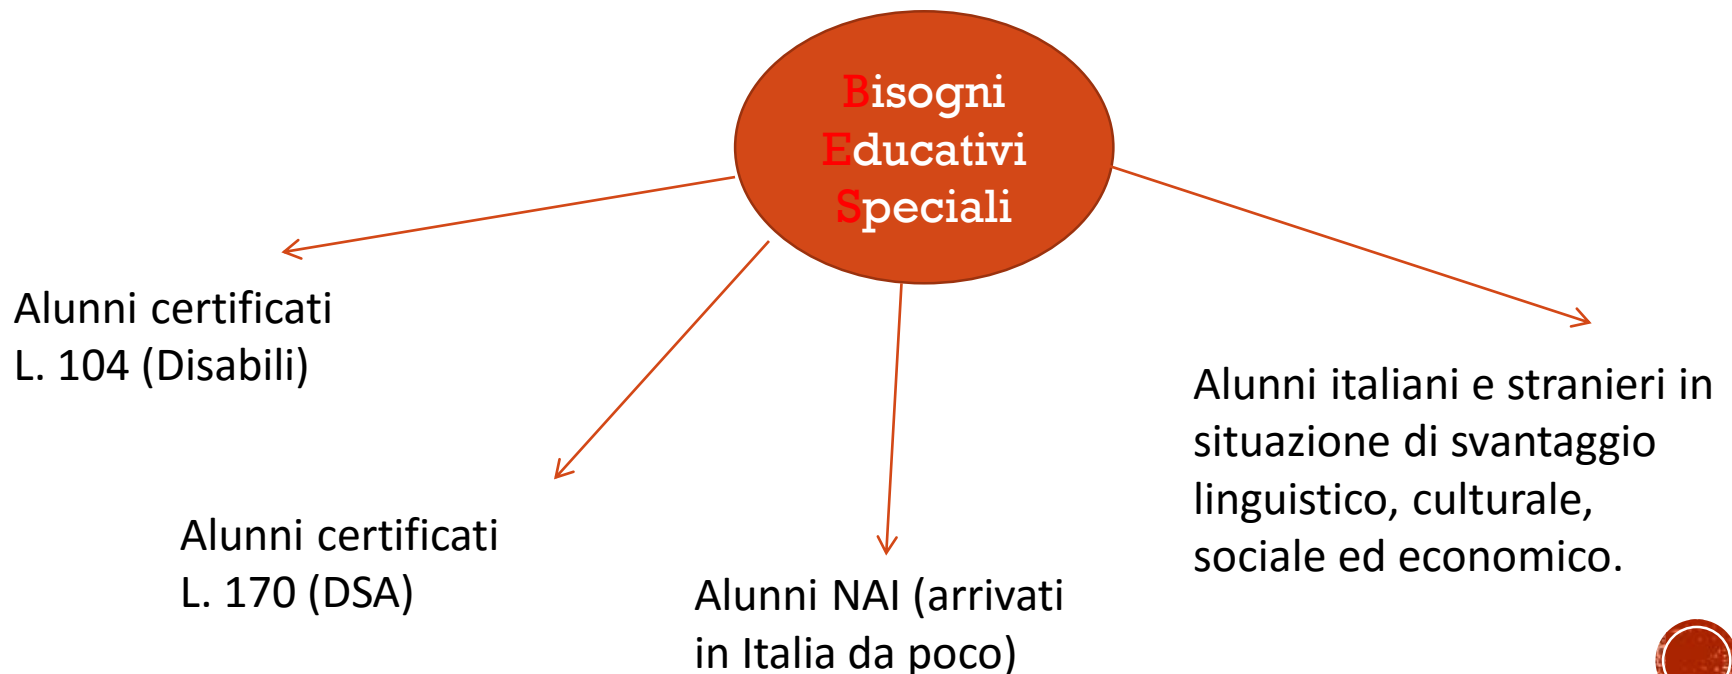 Bisogni
Educativi
Speciali
Alunni certificati
L. 104 (Disabili)
Alunni certificati
L. 170 (DSA)
Alunni NAI (arrivati
in Italia da poco)
Alunni italiani e stranieri in
situazione di svantaggio
linguistico, culturale,
sociale ed economico.